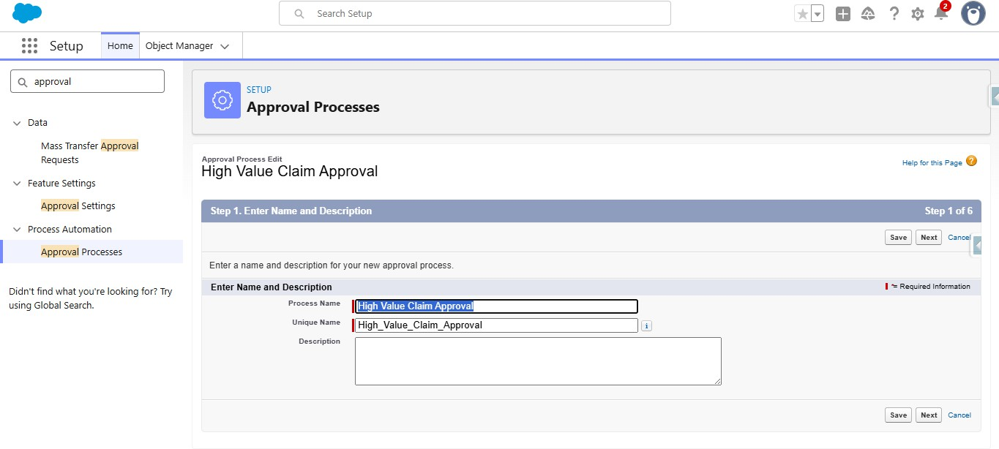 Search Setup
2
Setup
Home
Object Manager
approval
Data
Mass Transfer Approval
Requests
Feature Settings
Approval Settings
Process Automation
Approval Processes
Didn't find what you're looking for? Try
using Global Search.
SETUP
Approval Processes
Approval Process Edit
High Value Claim Approval
Help for this Page ?
Step 1. Enter Name and Description
Step 1 of 6
Save Next Cancel
Enter a name and description for your new approval process.
Enter Name and Description
= Required Information
Process Name High Value Claim Approval
Unique Name High_Value_Claim_Approval i
Description
Save Next Cancel